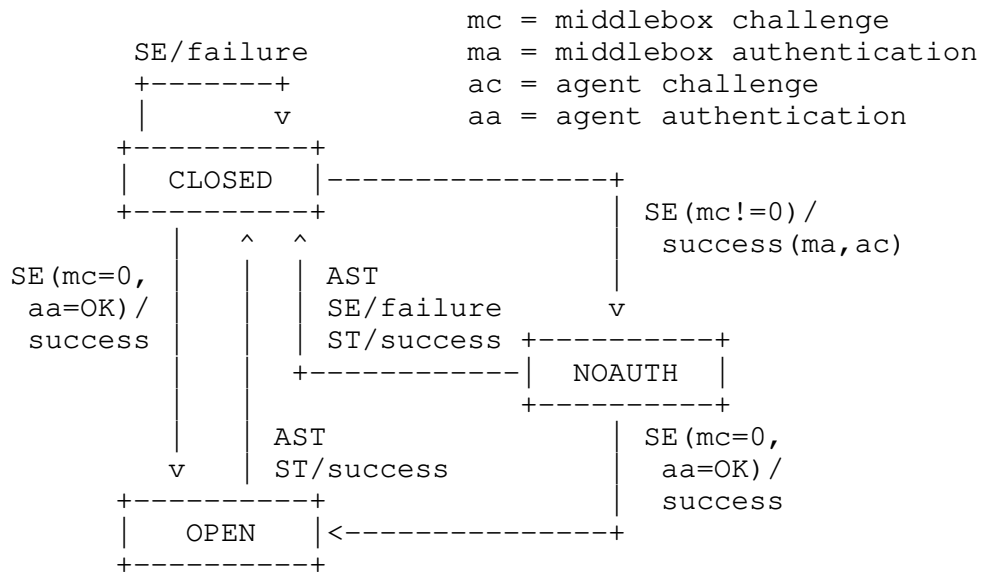 mc = middlebox challenge
SE/failure ma = middlebox authentication
ac = agent challenge
aa = agent authentication
CLOSED
SE(mc!=0)/
success(ma,ac)
SE(mc=0, AST
aa=OK)/ SE/failure
success ST/success
NOAUTH
AST SE(mc=0,
ST/success aa=OK)/
success
OPEN